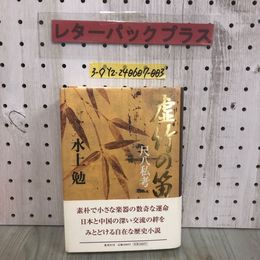 レターパックプラス
3-0Y2-240607-003
虚竹の笛
尺八私考
水上勉
素朴で小さな楽器の数奇な運命
日本と中国の深い交流の絆を
みとどける自在な歴史小説